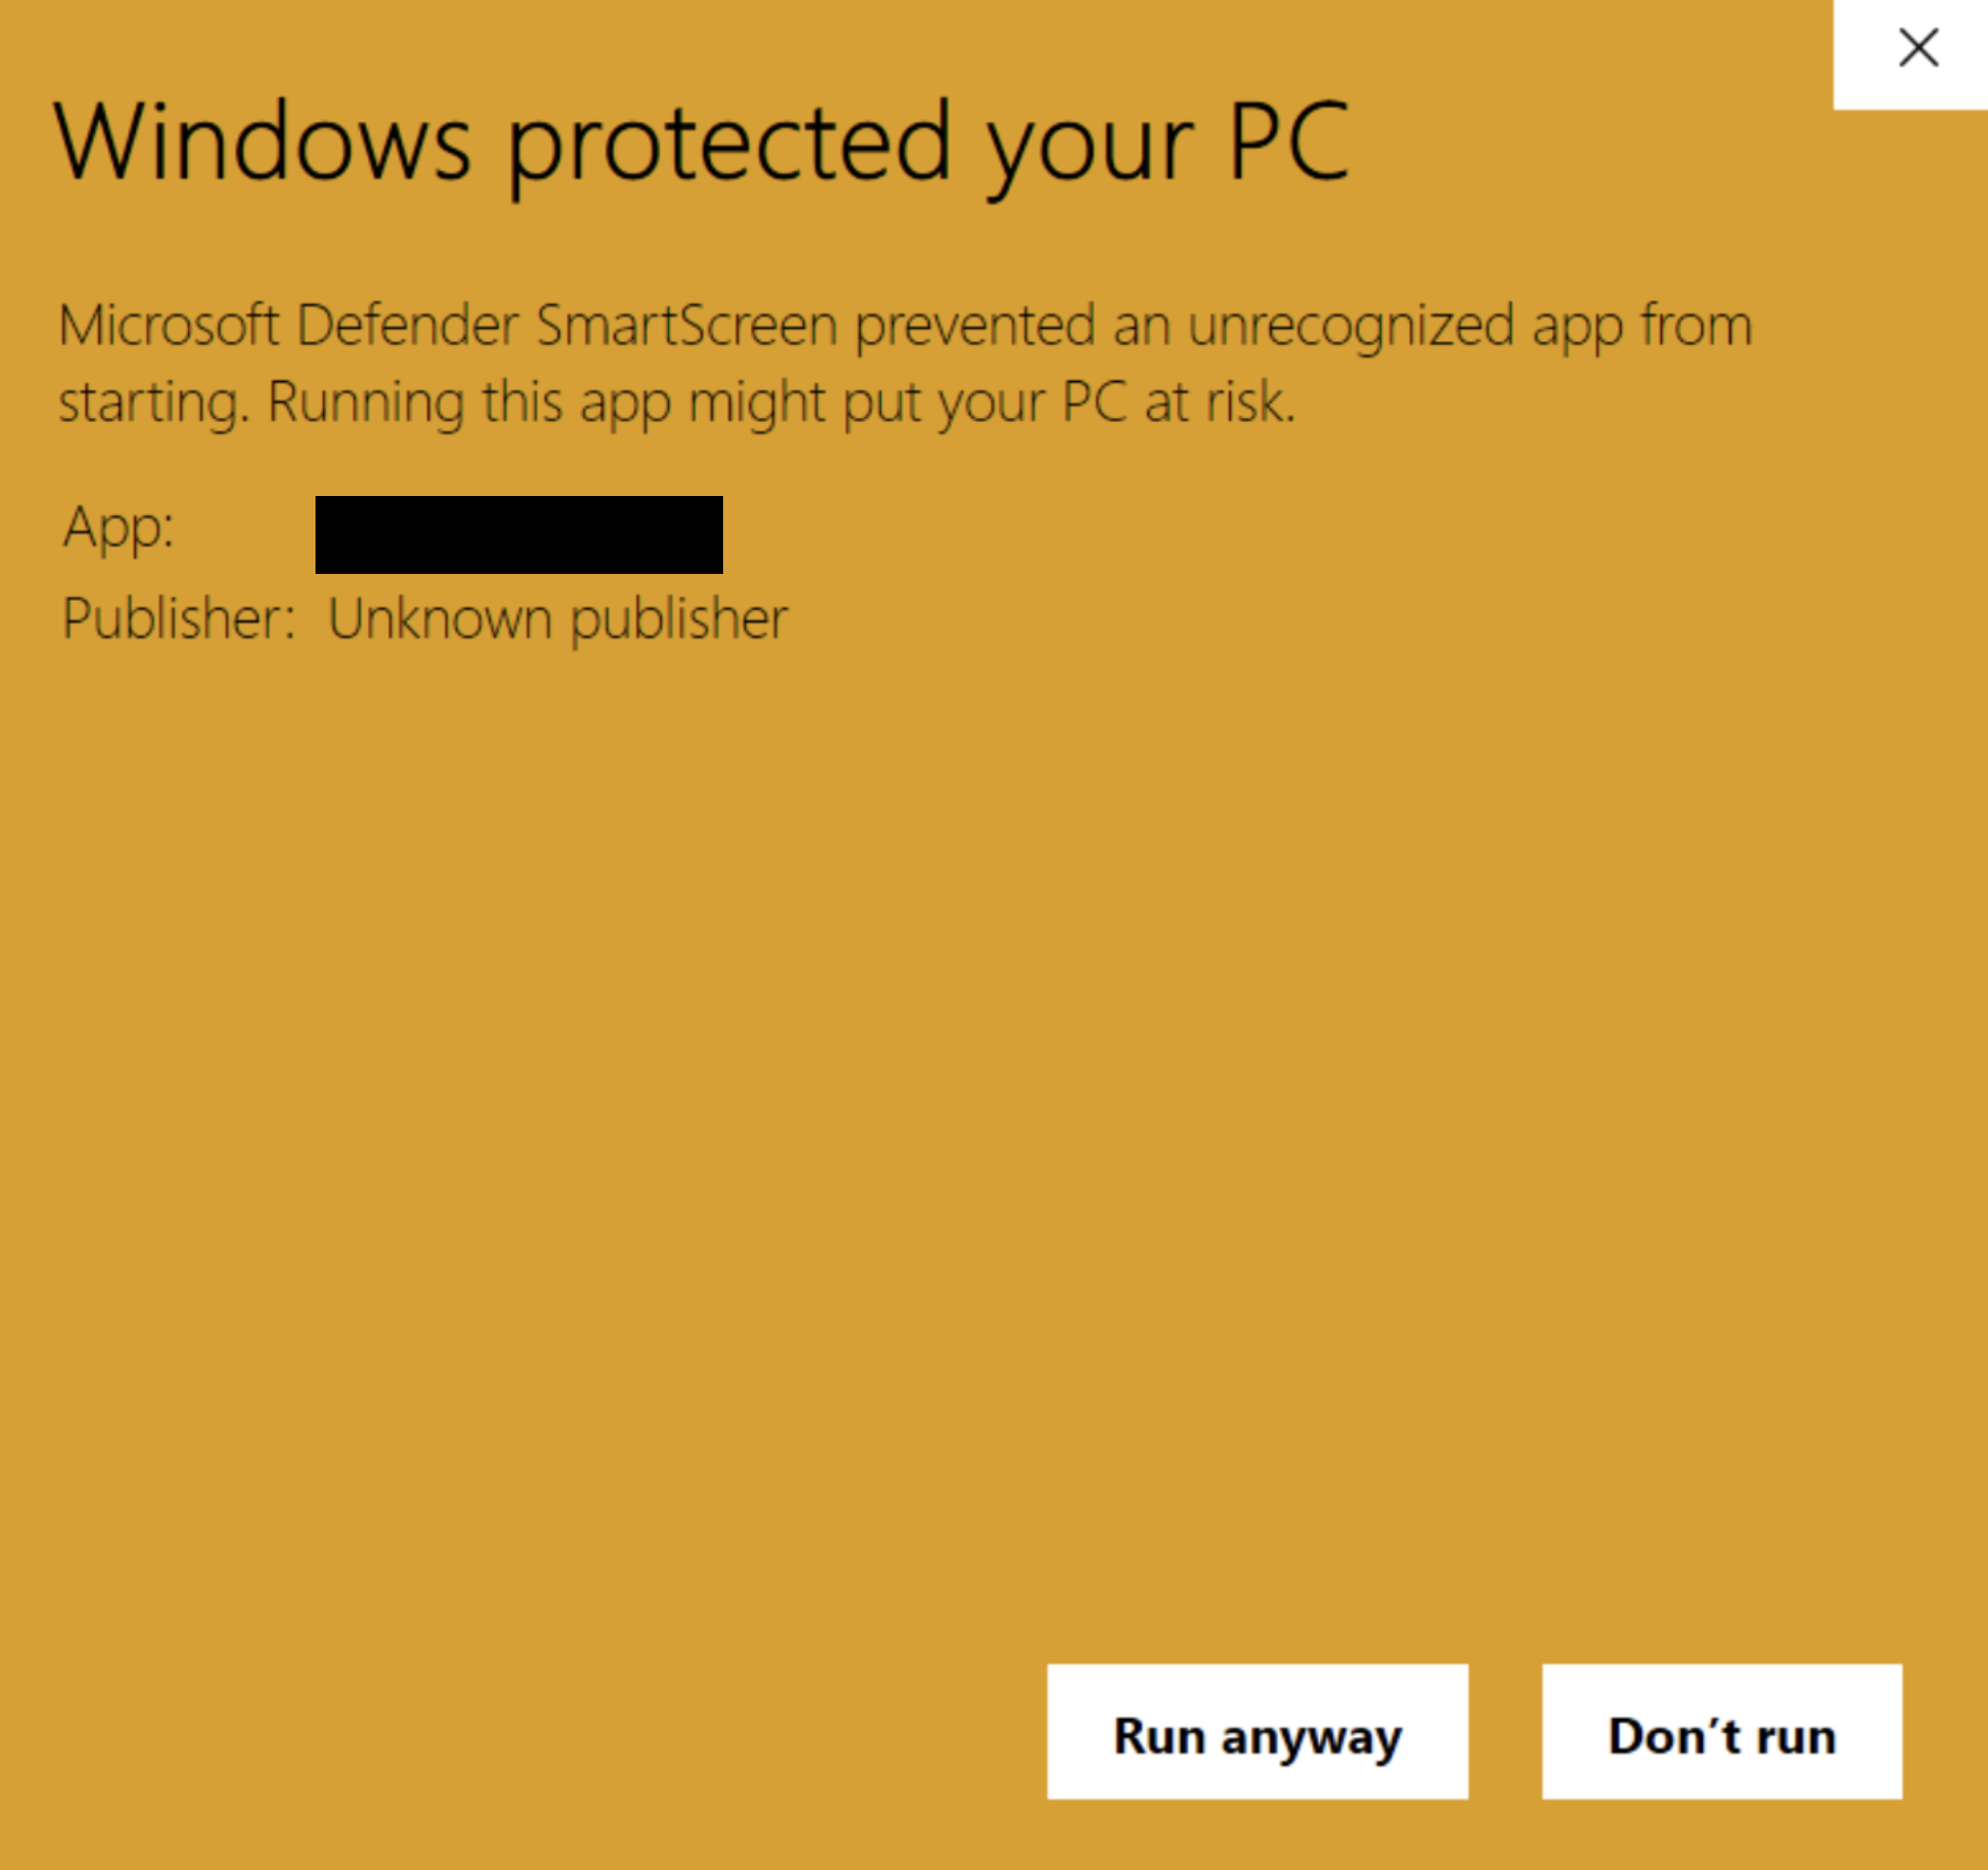 Windows protected your PC
Microsoft Defender SmartScreen prevented an unrecognized app from
starting. Running this app might put your PC at risk.
App:
Publisher: Unknown publisher
Run anyway Don’t run